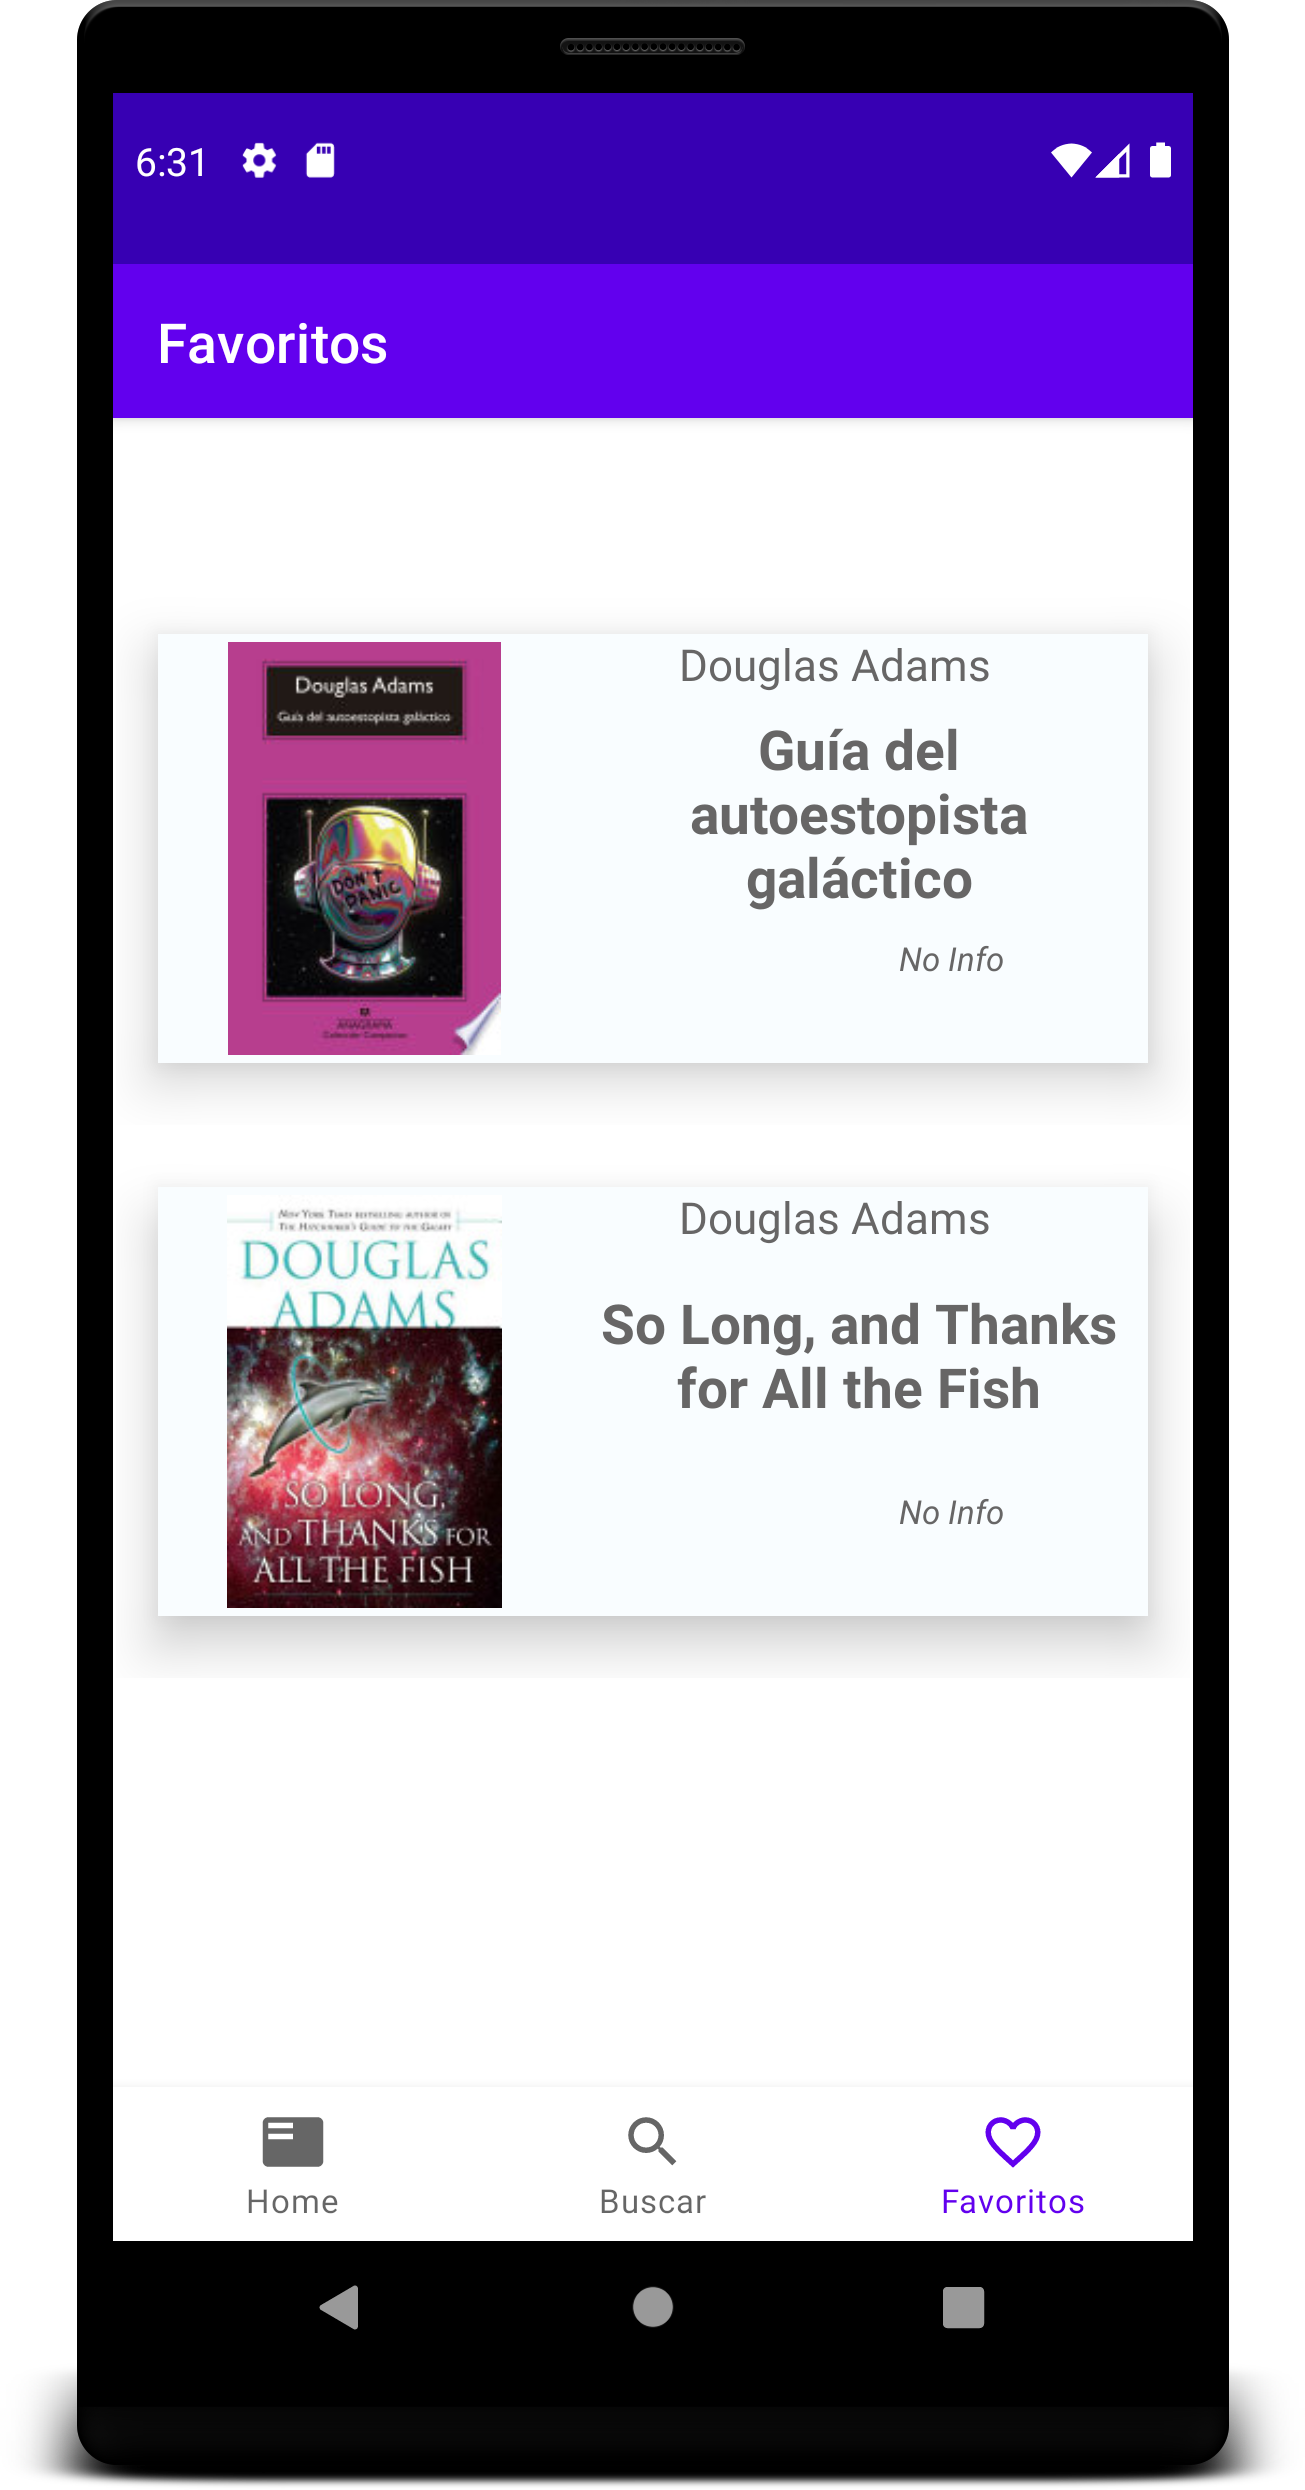 6:31
Favoritos
Douglas Adams
Guía del autoestopista galáctico
DON'T
PANIC
ANAGRAMA
Colección Compactos
Douglas Adams
Guía del
autoestopista
galáctico
No Info
NEW YORK TIMES BESTSELLING AUTHOR OF
THE HITCHHIKER'S GUIDE TO THE GALAXY
DOUGLAS
ADAMS
SO LONG,
AND THANKS FOR
ALL THE FISH
Douglas Adams
So Long, and Thanks
for All the Fish
No Info
Home
Buscar
Favoritos